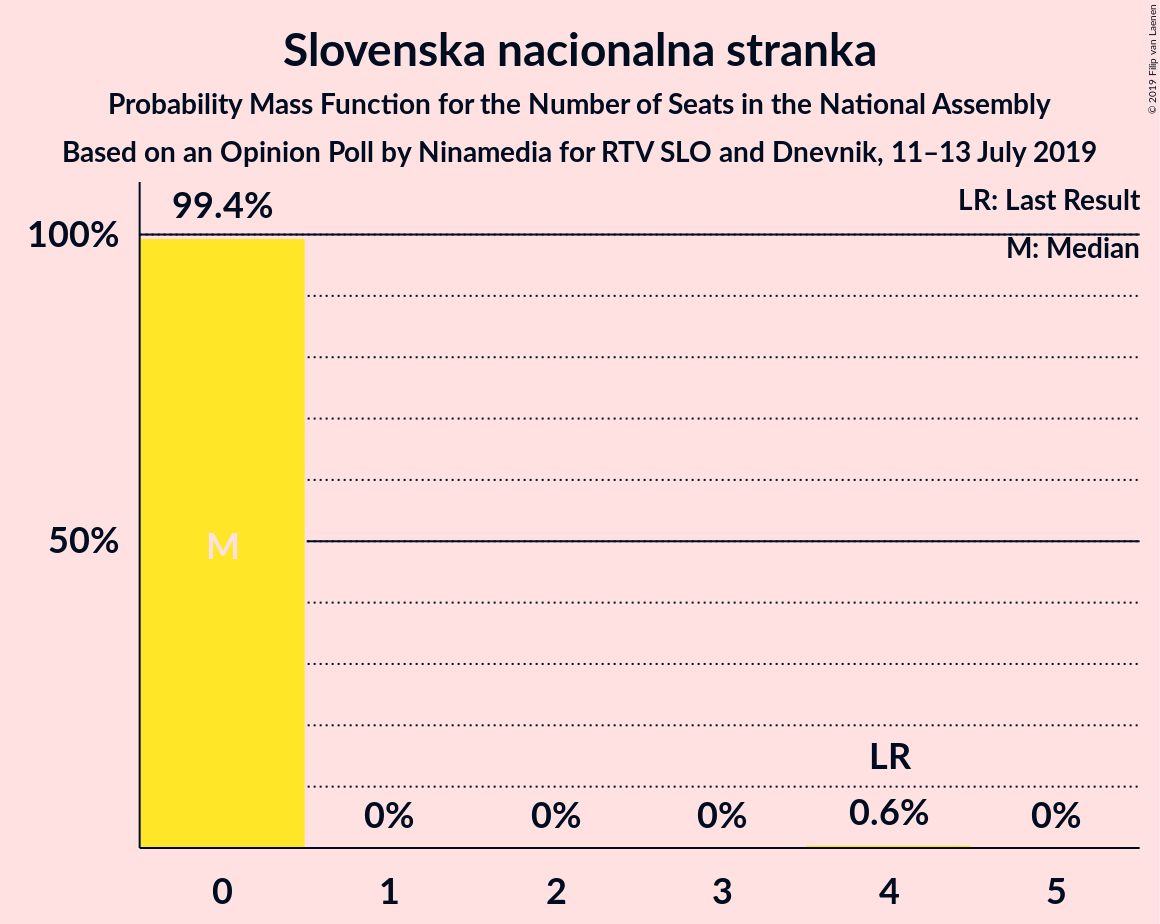 Slovenska nacionalna stranka
Probability Mass Function for the Number of Seats in the National Assembly
Based on an Opinion Poll by Ninamedia for RTV SLO and Dnevnik, 11–13 July 2019
© 2019 Filip van Laenen
LR: Last Result
M: Median
99.4%
100%
50%
M
LR
0% 0% 0% 0.6% 0%
0 1 2 3 4 5